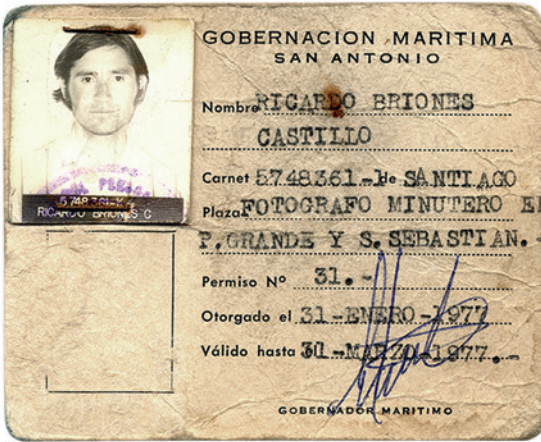 GOBERNACION MARITIMA
SAN ANTONIO
Nombre RICARDO BRIONES
CASTILLO
Carnet 5748361- de SANTIAGO
Plaza FOTOGRAFO MINUTERO E
P.GRANDE Y S.SEBASTIAN.-
Permiso Nº 31.-
Otorgado el 31-ENERO-1977
Válido hasta 31-MARZO-1977.-
GOBERNADOR MARITIMO
RICARDO BRIONES C